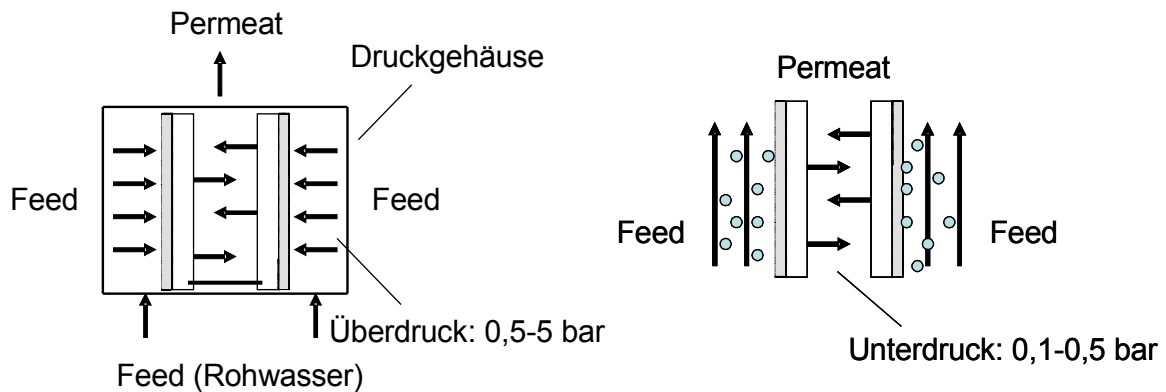 Permeat
Druckgehäuse
Feed
Feed
Überdruck: 0,5-5 bar
Feed (Rohwasser)
Permeat
Feed
Feed
Unterdruck: 0,1-0,5 bar